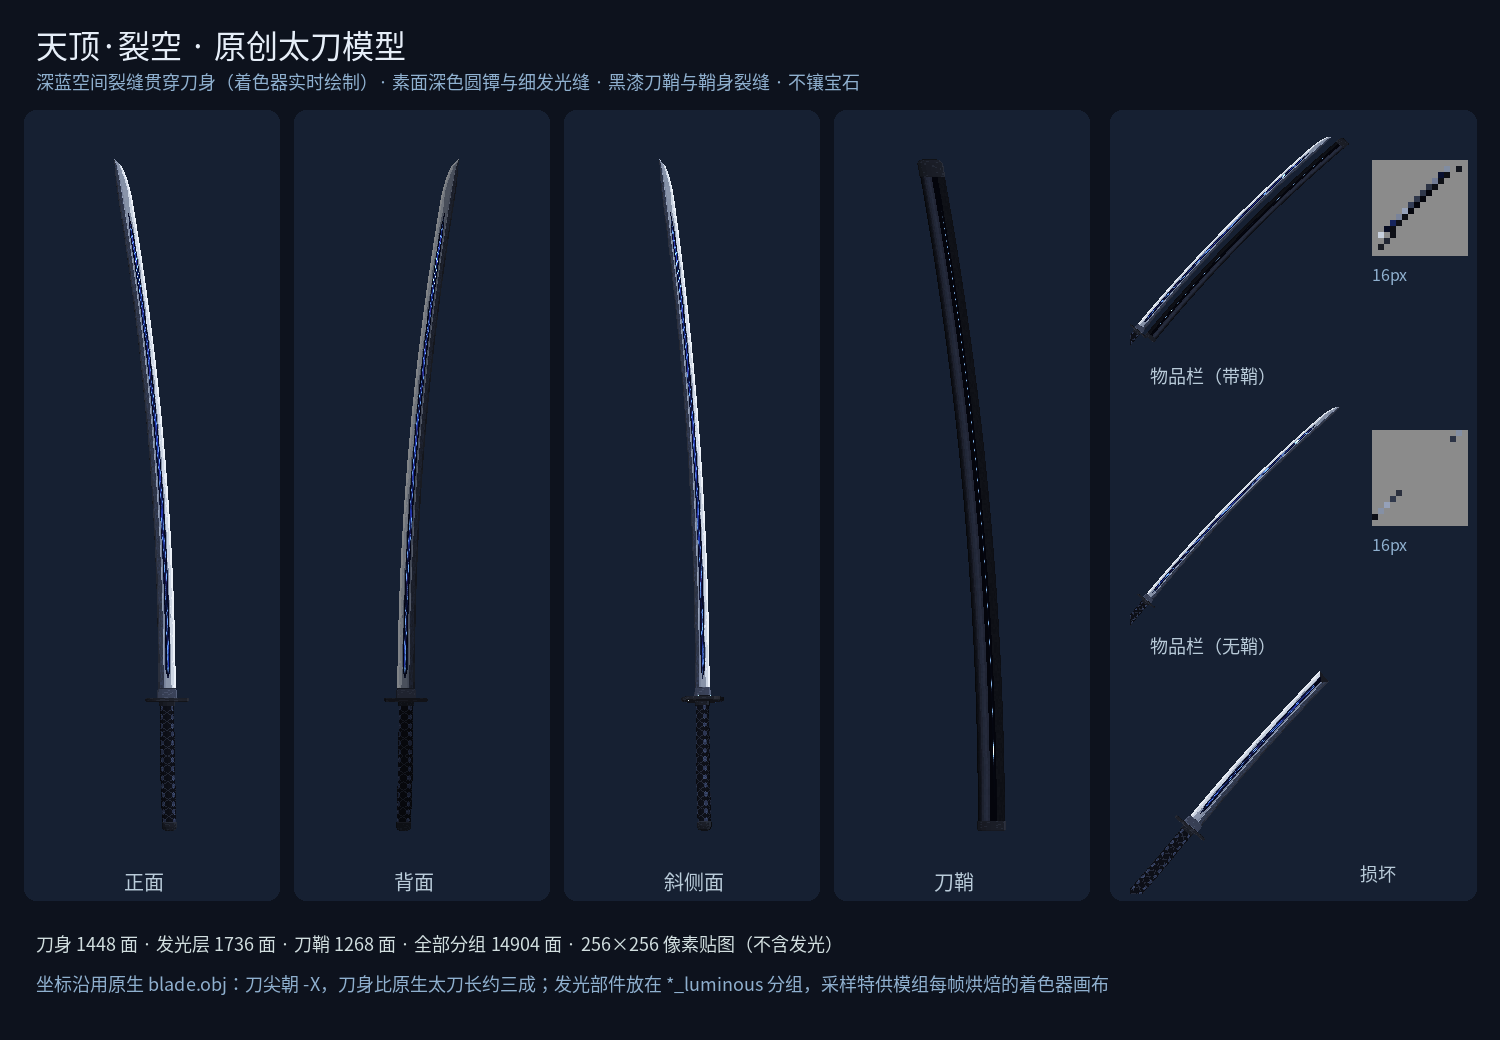 天顶·裂空 · 原创太刀模型
深蓝空间裂缝贯穿刀身（着色器实时绘制）· 素面深色圆镡与细发光缝 · 黑漆刀鞘与鞘身裂缝 · 不镶宝石
正面
背面
斜侧面
刀鞘
16px
物品栏（带鞘）
16px
物品栏（无鞘）
损坏
刀身 1448 面 · 发光层 1736 面 · 刀鞘 1268 面 · 全部分组 14904 面 · 256×256 像素贴图（不含发光）
坐标沿用原生 blade.obj：刀尖朝 -X，刀身比原生太刀长约三成；发光部件放在 *_luminous 分组，采样特供模组每帧烘焙的着色器画布